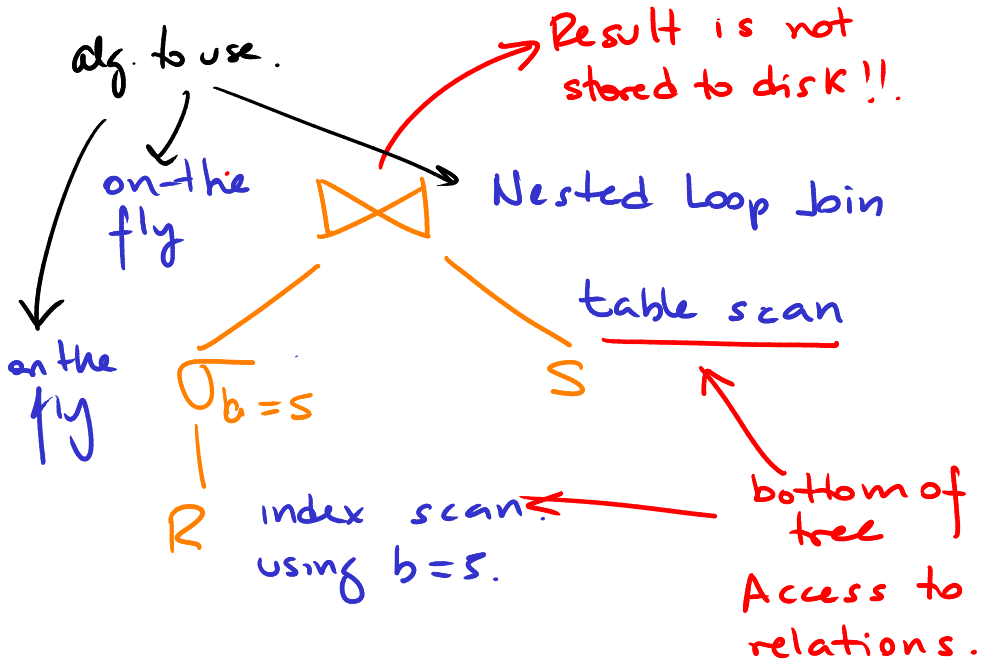 alg. to use.
Result is not
stored to disk!!.
on-the
fly
⋈
Nested Loop Join
table scan
on the
fly
σ b=5
S
R
index scan.
using b=5.
bottom of
tree
Access to
relations.